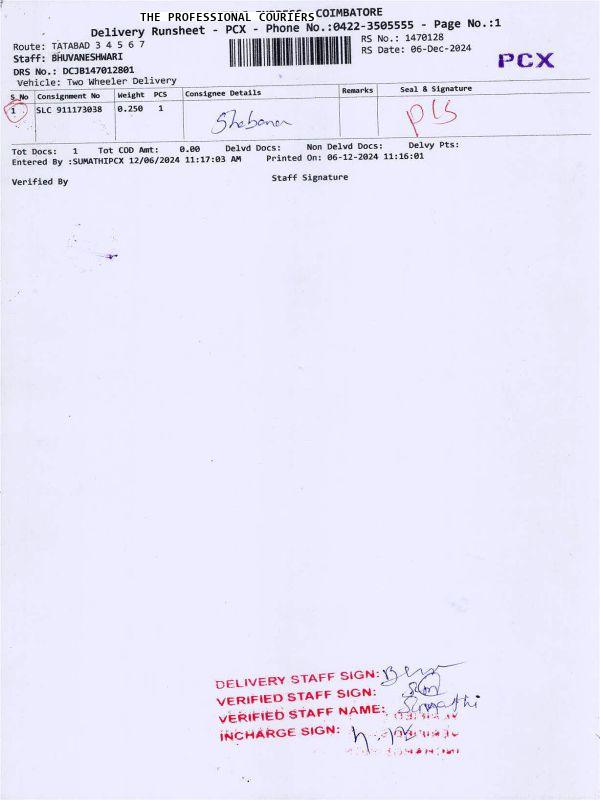 THE PROFESSIONAL COURIERS COIMBATORE
Delivery Runsheet - PCX - Phone No.:0422-3505555 - Page No.:1
Route: TATABAD 3 4 5 6 7
RS No.: 1470128
Staff: BHUVANESHWARI
RS Date: 06-Dec-2024
PCX
DRS No.: DCJB147012801
Vehicle: Two Wheeler Delivery
S.No Consignment No Weight PCS Consignee Details Remarks Seal & Signature
1 SLC 911173038 0.250 1 Shabana
Tot Docs: 1 Tot COD Amt: 0.00 Delvd Docs: Non Delvd Docs: Delvy Pts:
Entered By :SUMATHIPCX 12/06/2024 11:17:03 AM Printed On: 06-12-2024 11:16:01
Verified By Staff Signature
DELIVERY STAFF SIGN:
VERIFIED STAFF SIGN:
VERIFIED STAFF NAME: Sumathi
INCHARGE SIGN: